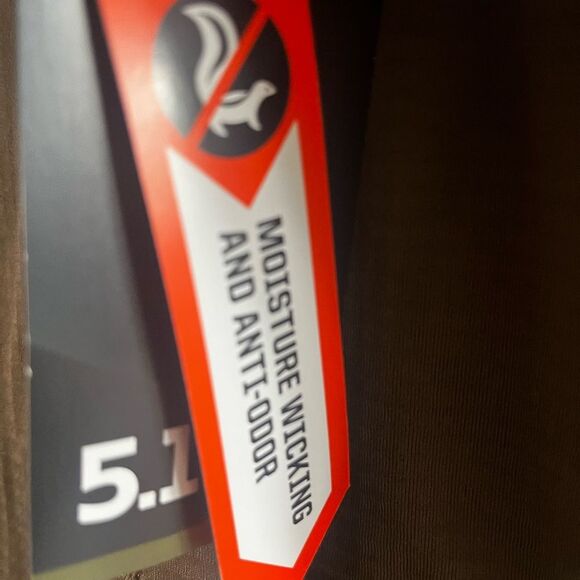 MOISTURE WICKING
AND ANTI-ODOR
5.1